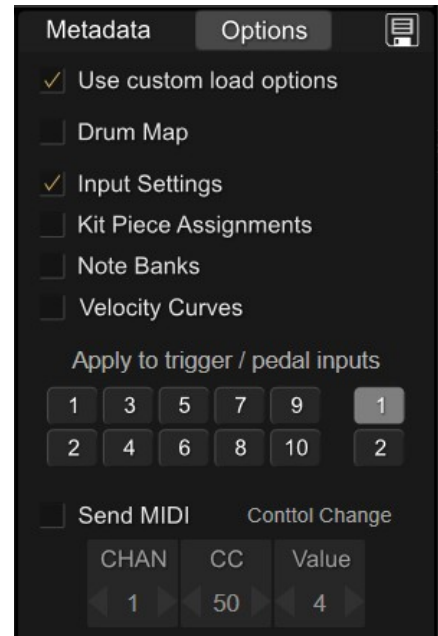 Metadata Options
Use custom load options
Drum Map
Input Settings
Kit Piece Assignments
Note Banks
Velocity Curves
Apply to trigger / pedal inputs
1 3 5 7 9 1
2 4 6 8 10 2
Send MIDI Conttol Change
CHAN CC Value
1 50 4